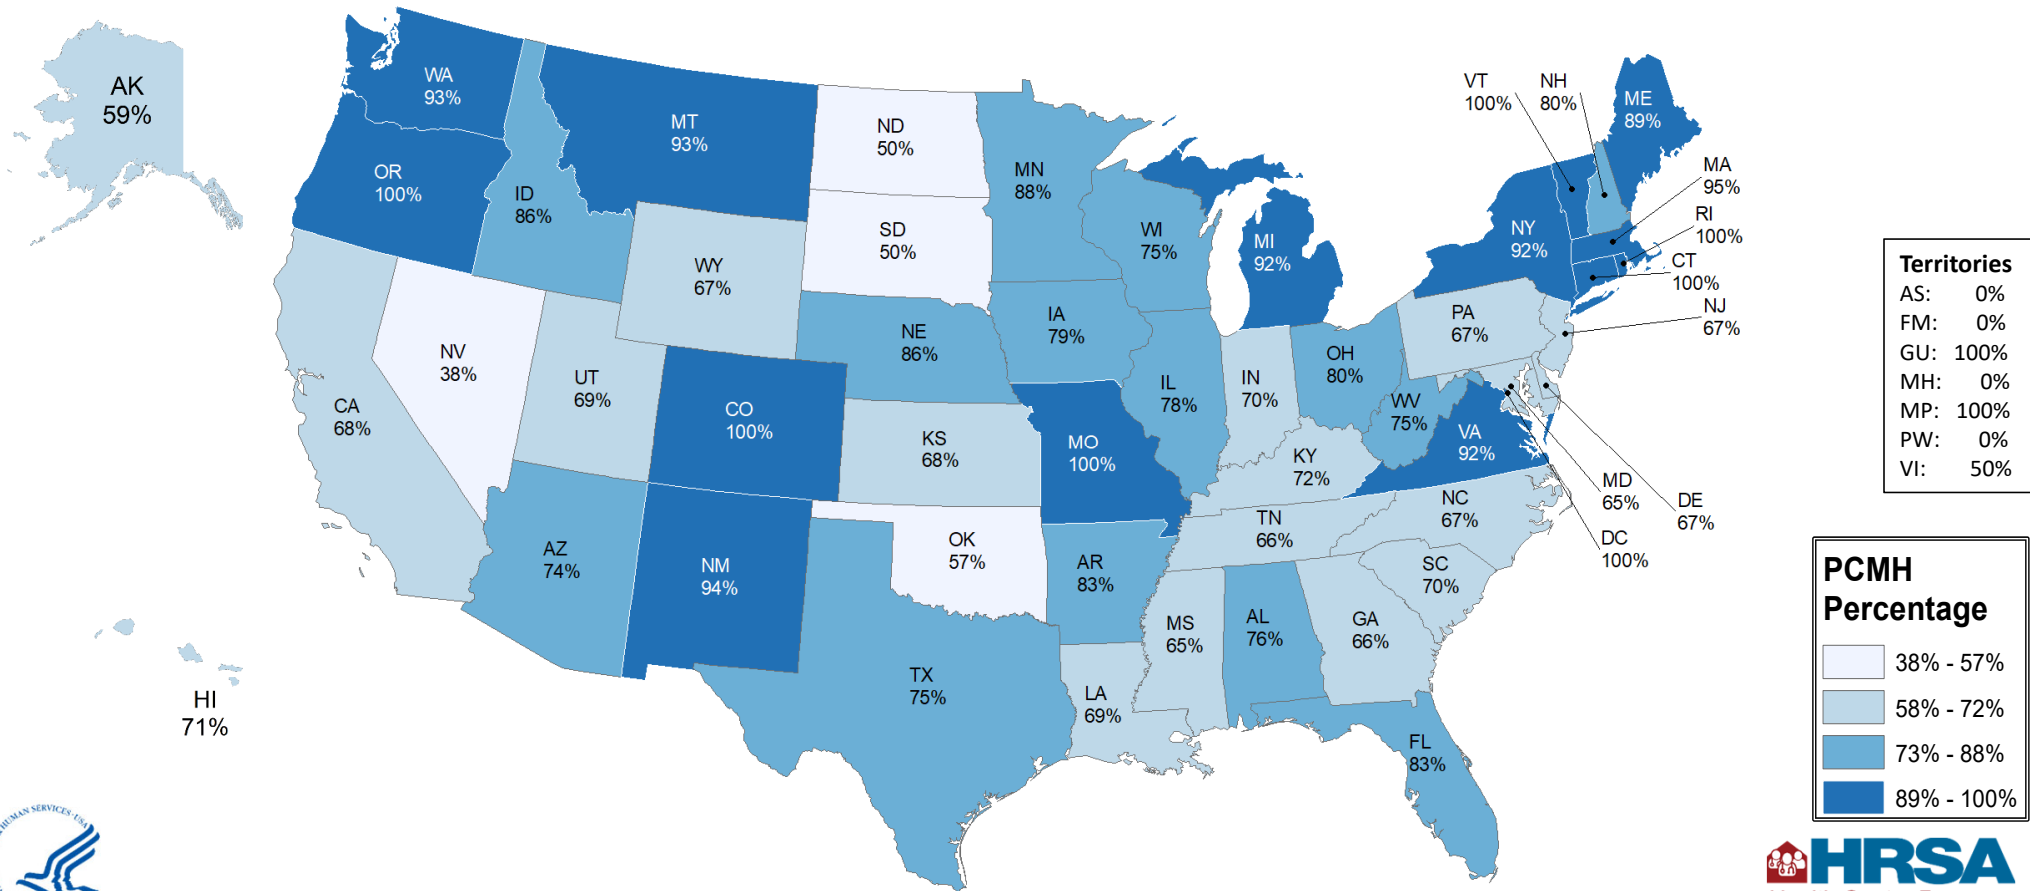 AK
59%
HI
71%
WA
93%
OR
100%
CA
68%
NV
38%
ID
86%
MT
93%
WY
67%
UT
69%
AZ
74%
CO
100%
NM
94%
ND
50%
SD
50%
NE
86%
KS
68%
OK
57%
TX
75%
MN
88%
IA
79%
MO
100%
AR
83%
LA
69%
WI
75%
IL
78%
MI
92%
IN
70%
OH
80%
KY
72%
TN
66%
MS
65%
AL
76%
GA
66%
FL
83%
SC
70%
NC
67%
VA
92%
WV
75%
PA
67%
NY
92%
VT
100%
NH
80%
ME
89%
MA
95%
RI
100%
CT
100%
NJ
67%
MD
65%
DE
67%
DC
100%
Territories
AS: 0%
FM: 0%
GU: 100%
MH: 0%
MP: 100%
PW: 0%
VI: 50%
PCMH
Percentage
38% - 57%
58% - 72%
73% - 88%
89% - 100%
HUMAN SERVICES·USA
HRSA